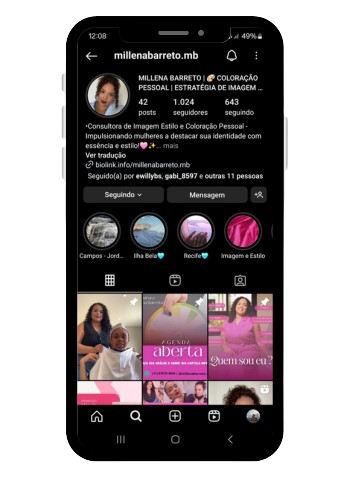 12:08
49%
millenabarreto.mb
MILLENA BARRETO | 🎨 COLORAÇÃO
PESSOAL | ESTRATÉGIA DE IMAGEM ...
42
1.024
643
posts
seguidores
seguindo
•Consultora de Imagem Estilo e Coloração Pessoal -
Impulsionando mulheres a destacar sua identidade com
essência e estilo!💖✨... mais
Ver tradução
biolink.info/millenabarreto.mb
Seguido(a) por ewillybs, gabi_8597 e outras 11 pessoas
Seguindo
Mensagem
Campos - Jord...
Ilha Bela🩵
Recife🩵
Imagem e Estilo
AGENDA
aberta
Quem sou eu?